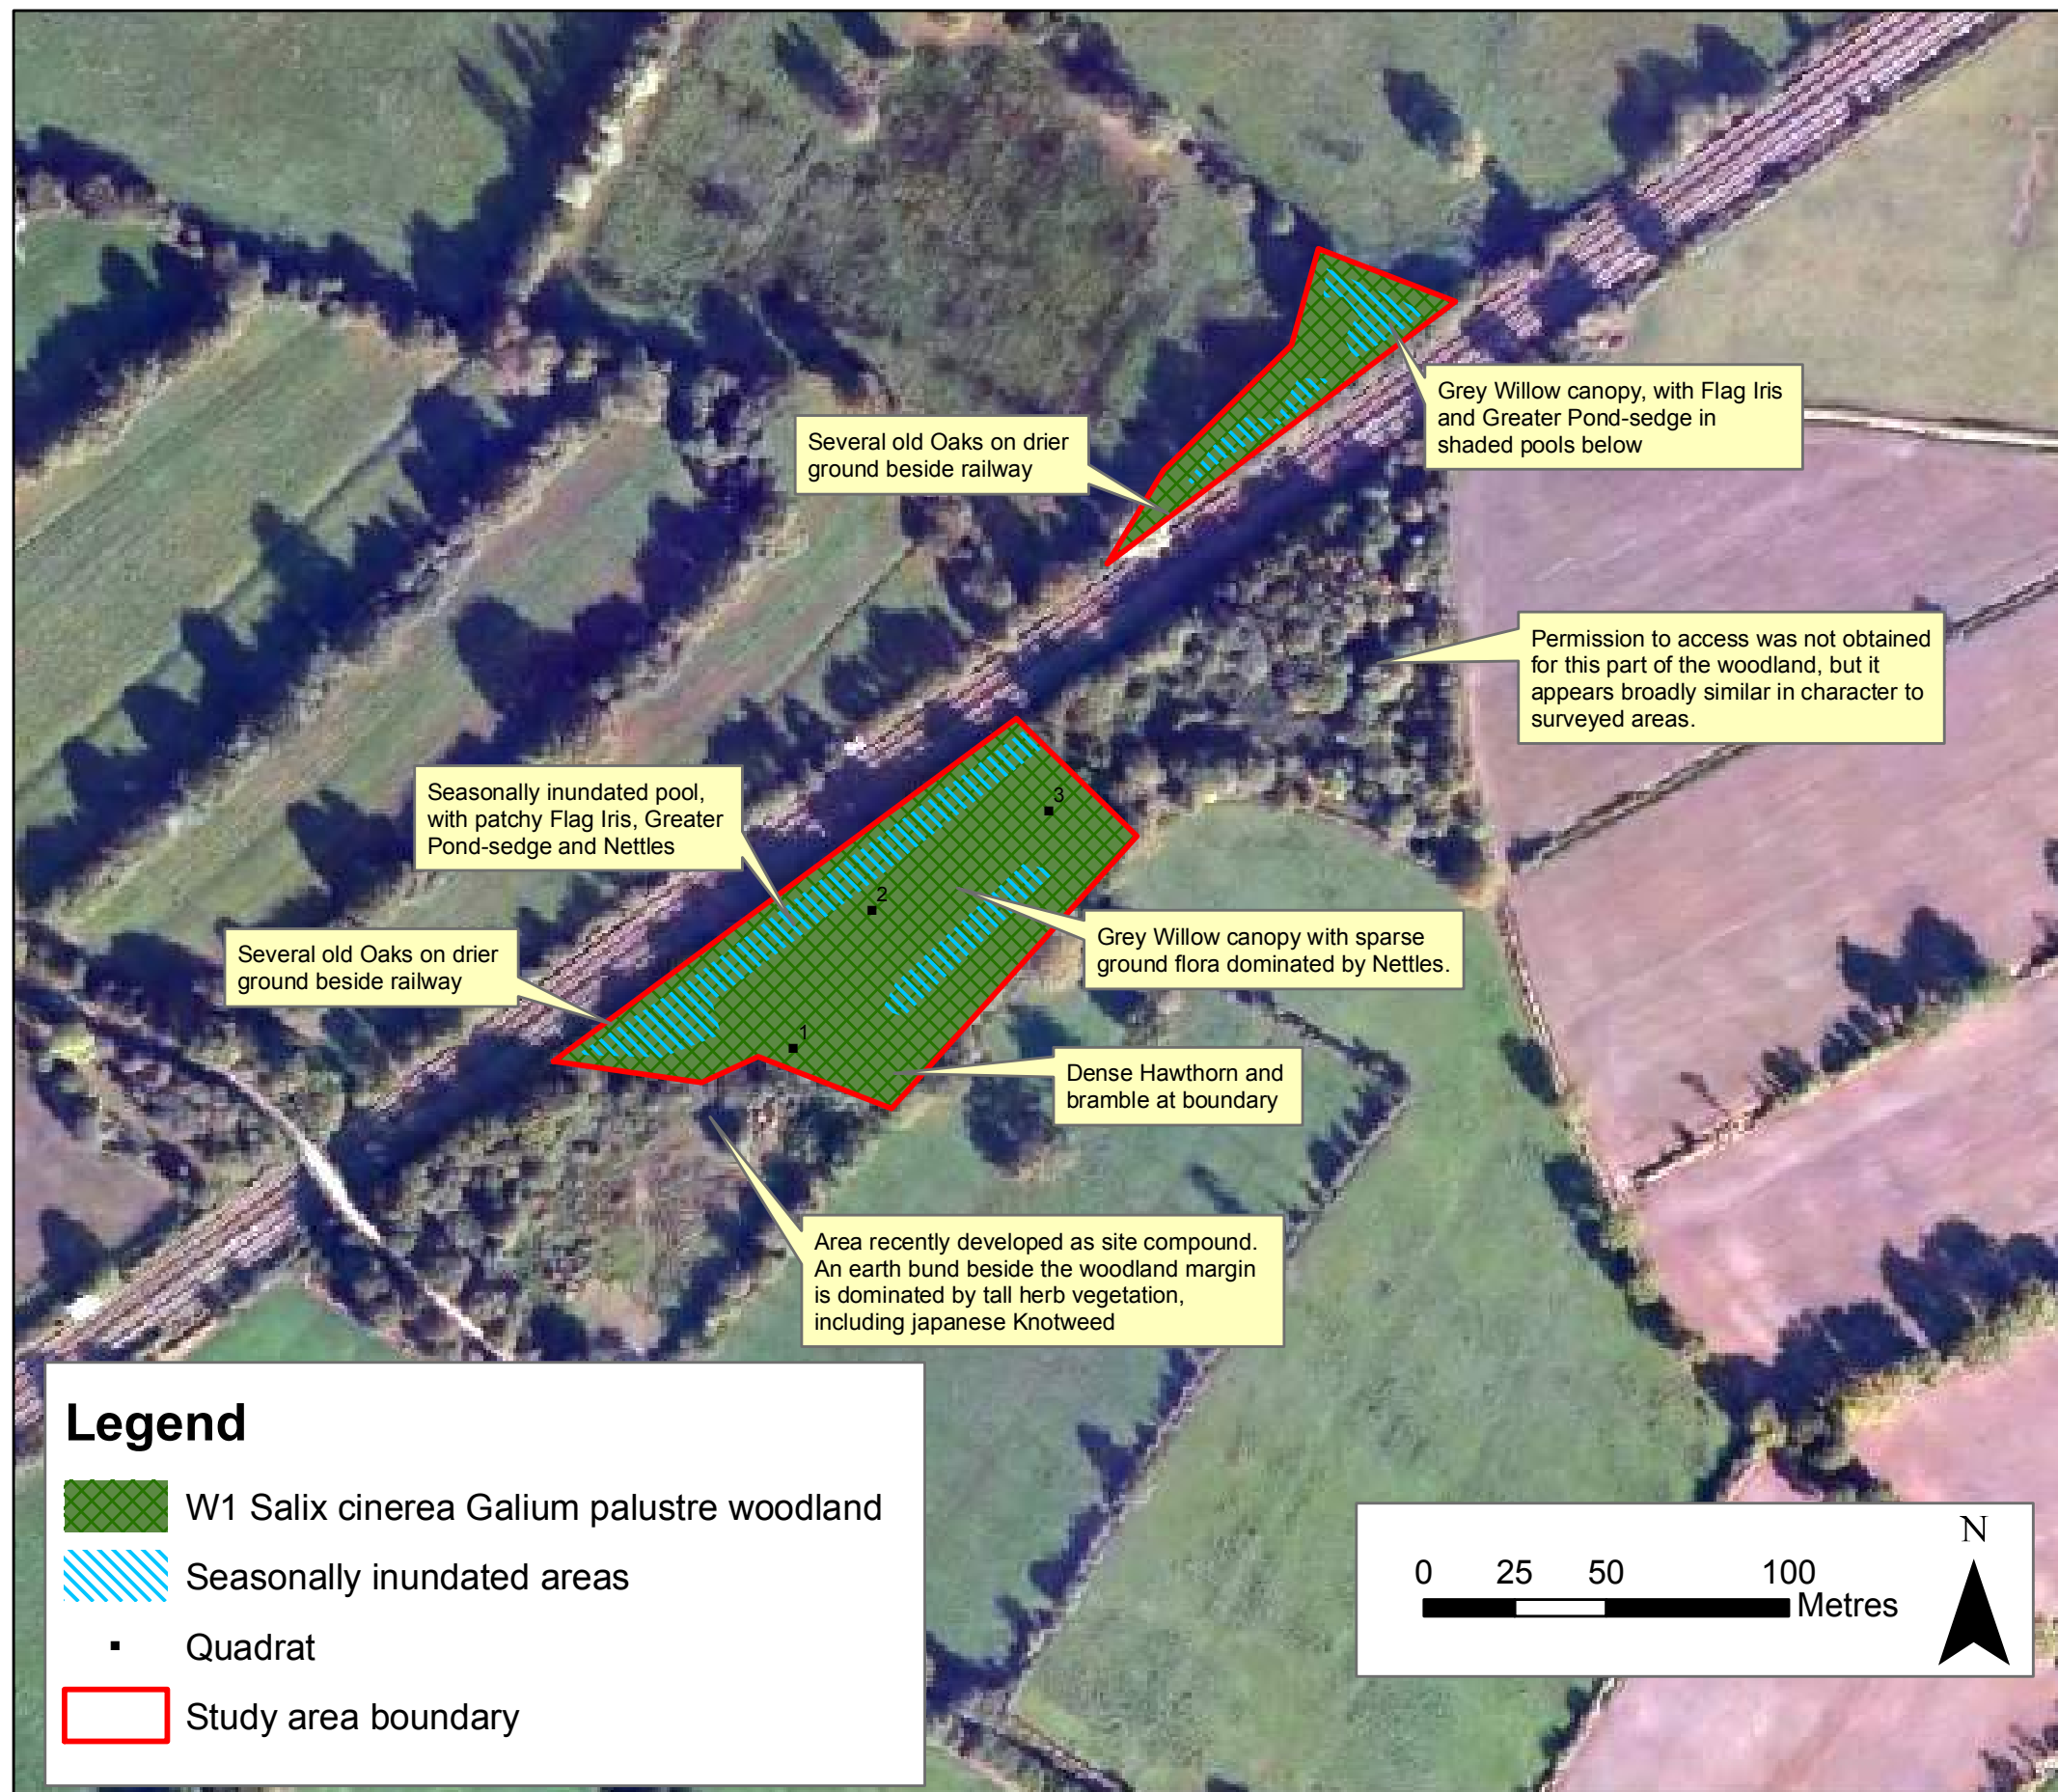 Grey Willow canopy, with Flag Iris
and Greater Pond-sedge in
shaded pools below
Several old Oaks on drier
ground beside railway
Permission to access was not obtained
for this part of the woodland, but it
appears broadly similar in character to
surveyed areas.
Seasonally inundated pool,
with patchy Flag Iris, Greater
Pond-sedge and Nettles
3
2
Several old Oaks on drier
ground beside railway
Grey Willow canopy with sparse
ground flora dominated by Nettles.
1
Dense Hawthorn and
bramble at boundary
Area recently developed as site compound.
An earth bund beside the woodland margin
is dominated by tall herb vegetation,
including japanese Knotweed
Legend
W1 Salix cinerea Galium palustre woodland
Seasonally inundated areas
Quadrat
Study area boundary
N
0 25 50 100
Metres